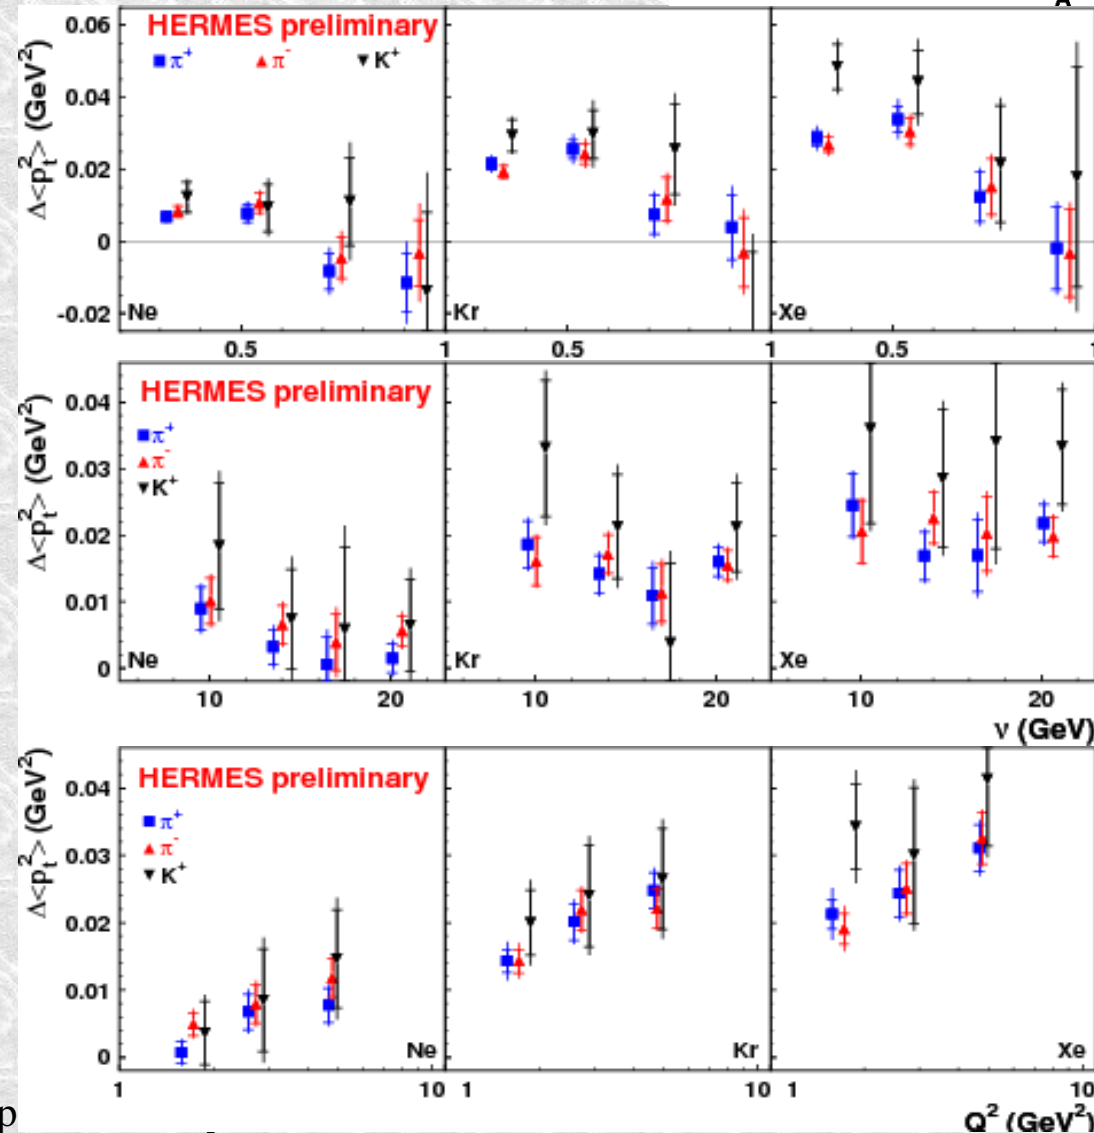 A
HERMES preliminary
π+ π- K+
Δ<p_t^2> (GeV^2)
0.06
0.04
0.02
0
-0.02
Ne Kr Xe
0.5 1 0.5 1 0.5 1
HERMES preliminary
π+
π-
K+
Δ<p_t^2> (GeV^2)
0.04
0.03
0.02
0.01
0
Ne Kr Xe
10 20 10 20 10 20
ν (GeV)
HERMES preliminary
π+
π-
K+
Δ<p_t^2> (GeV^2)
0.04
0.03
0.02
0.01
0
Ne Kr Xe
1 10 1 10 1 10
p
Q^2 (GeV^2)